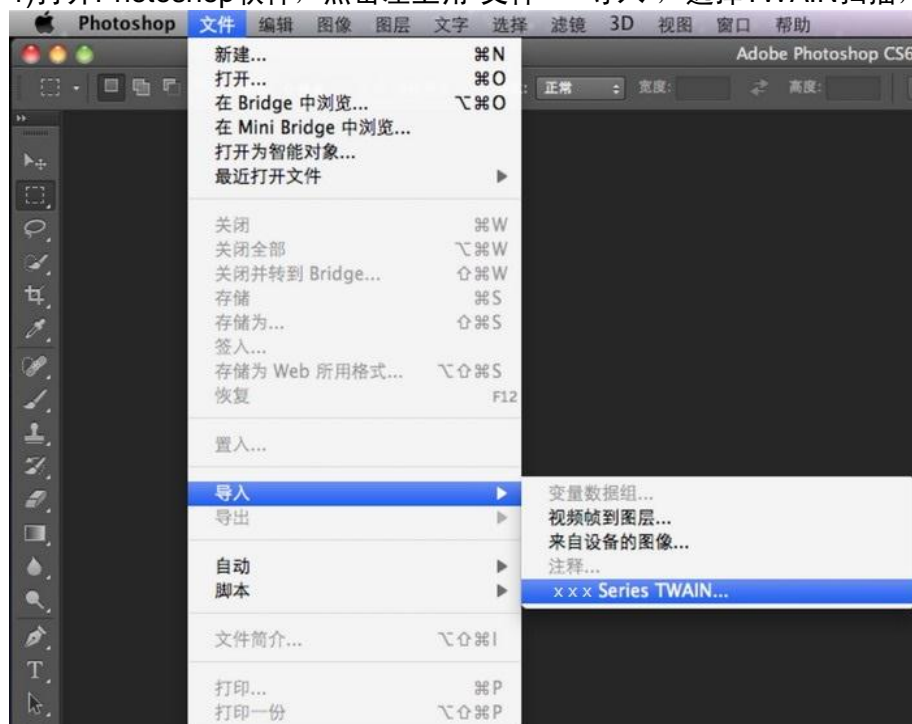 Photoshop 文件 编辑 图像 图层 文字 选择 滤镜 3D 视图 窗口 帮助
Adobe Photoshop CS6
新建... ⌘N
打开... ⌘O
在 Bridge 中浏览... ⌥⌘O
在 Mini Bridge 中浏览...
打开为智能对象...
最近打开文件 ▶
: 正常 宽度: 高度:
关闭 ⌘W
关闭全部 ⌥⌘W
关闭并转到 Bridge... ⇧⌘W
存储 ⌘S
存储为... ⇧⌘S
签入...
存储为 Web 所用格式... ⌥⇧⌘S
恢复 F12
置入...
导入 ▶
导出 ▶
变量数据组...
视频帧到图层...
来自设备的图像...
注释...
x x x Series TWAIN...
自动 ▶
脚本 ▶
文件简介... ⌥⇧⌘I
打印... ⌘P
打印一份 ⌥⇧⌘P